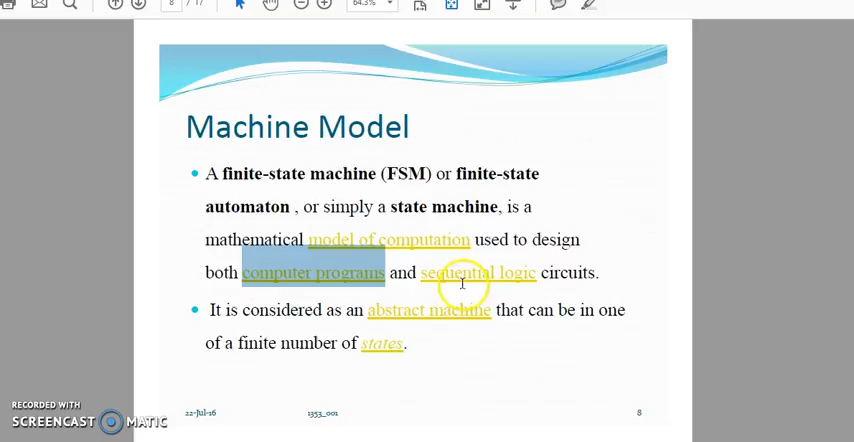 8 / 17
64.3%
Machine Model
• A finite-state machine (FSM) or finite-state
automaton , or simply a state machine, is a
mathematical model of computation used to design
both computer programs and sequential logic circuits.
• It is considered as an abstract machine that can be in one
of a finite number of states.
22-Jul-16 1353_001 8
RECORDED WITH
SCREENCAST MATIC